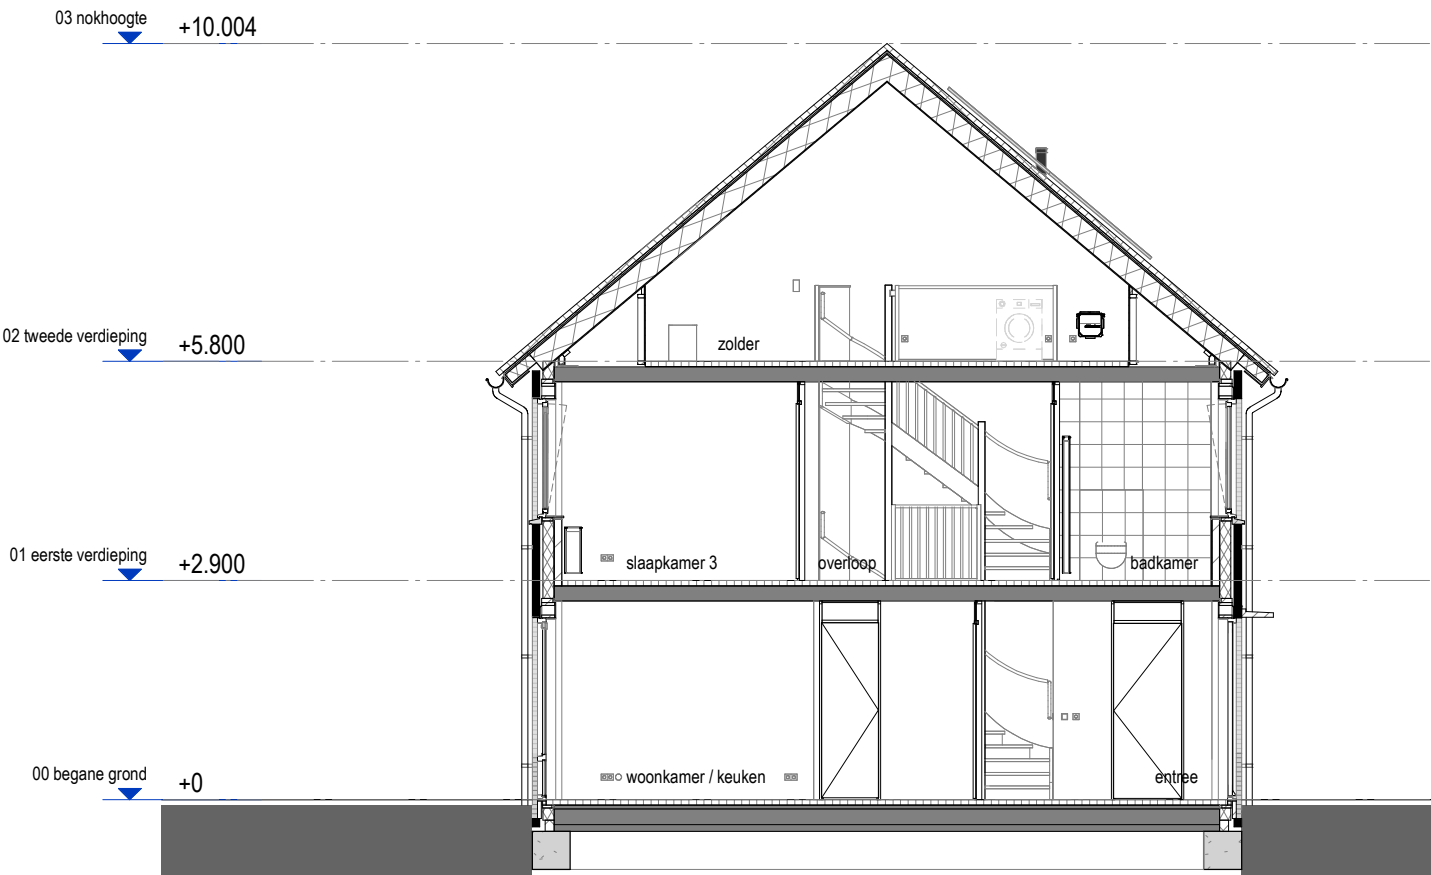 03 nokhoogte
+10.004
02 tweede verdieping
+5.800
zolder
01 eerste verdieping
+2.900
slaapkamer 3
overloop
badkamer
00 begane grond
+0
woonkamer / keuken
entree